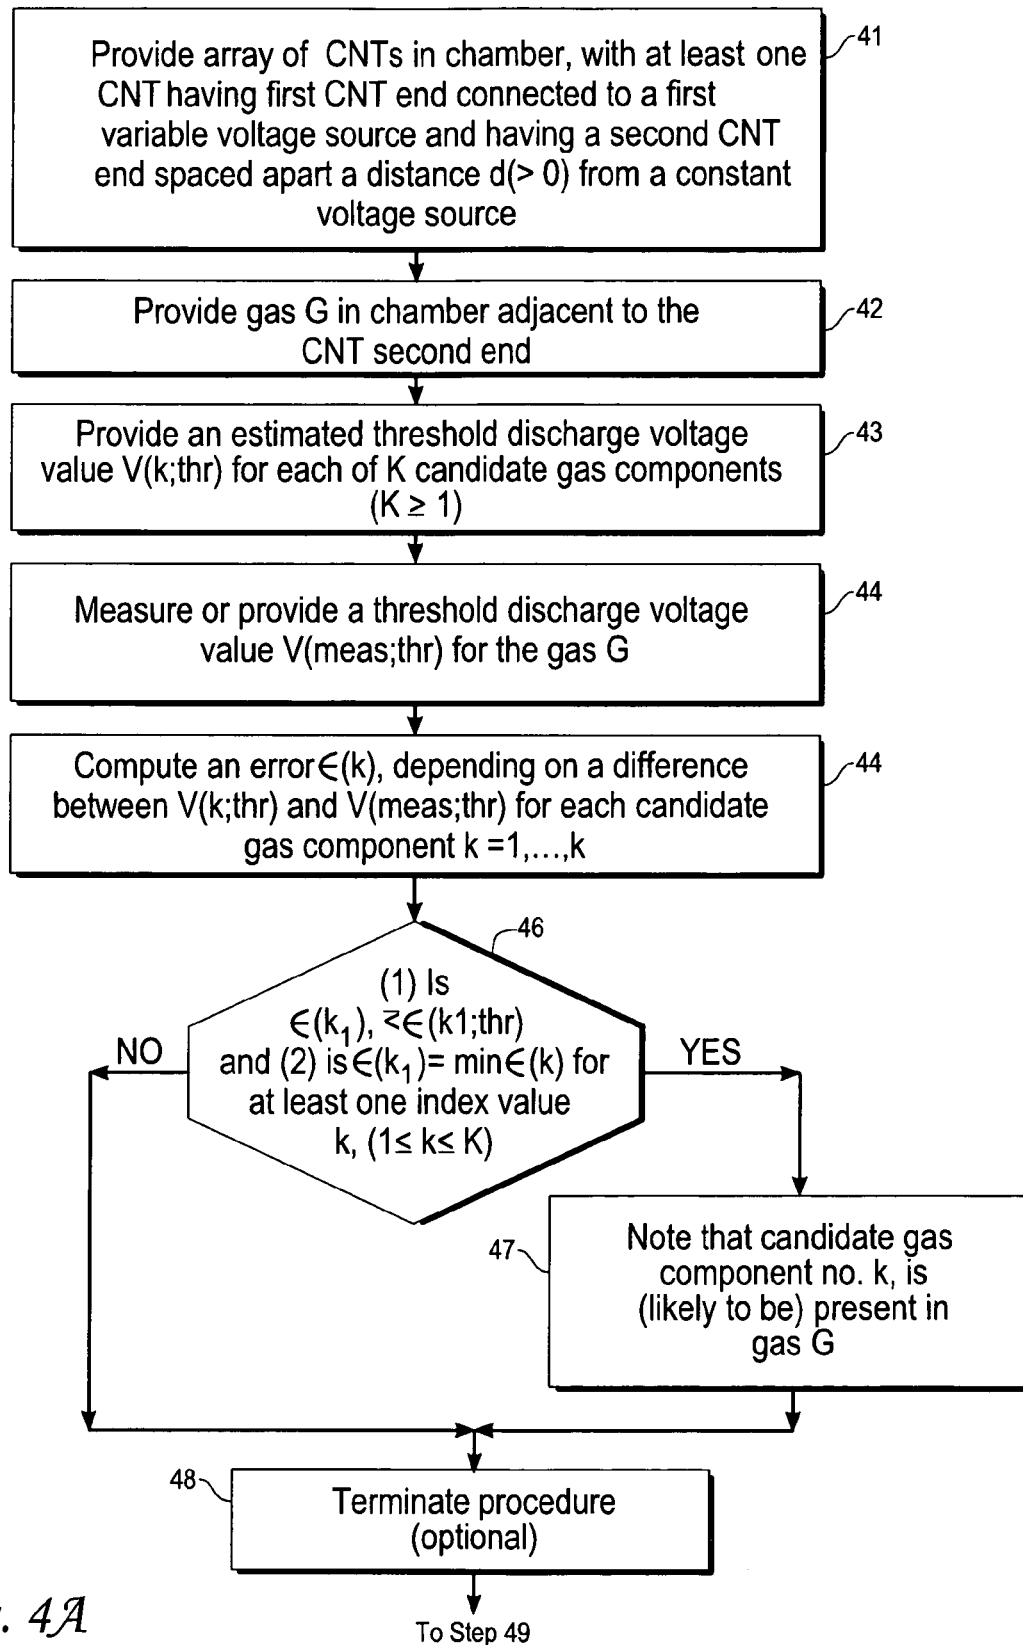 Provide array of CNTs in chamber, with at least one
CNT having first CNT end connected to a first
variable voltage source and having a second CNT
end spaced apart a distance d(> 0) from a constant
voltage source
41
Provide gas G in chamber adjacent to the
CNT second end
42
Provide an estimated threshold discharge voltage
value V(k;thr) for each of K candidate gas components
(K ≥ 1)
43
Measure or provide a threshold discharge voltage
value V(meas;thr) for the gas G
44
Compute an error ∈(k), depending on a difference
between V(k;thr) and V(meas;thr) for each candidate
gas component k =1,...,k
44
46
(1) Is
∈(k₁), ≷∈(k1;thr)
and (2) is ∈(k₁)= min∈(k) for
at least one index value
k, (1≤ k≤ K)
NO
YES
47
Note that candidate gas
component no. k, is
(likely to be) present in
gas G
48
Terminate procedure
(optional)
To Step 49
. 4A